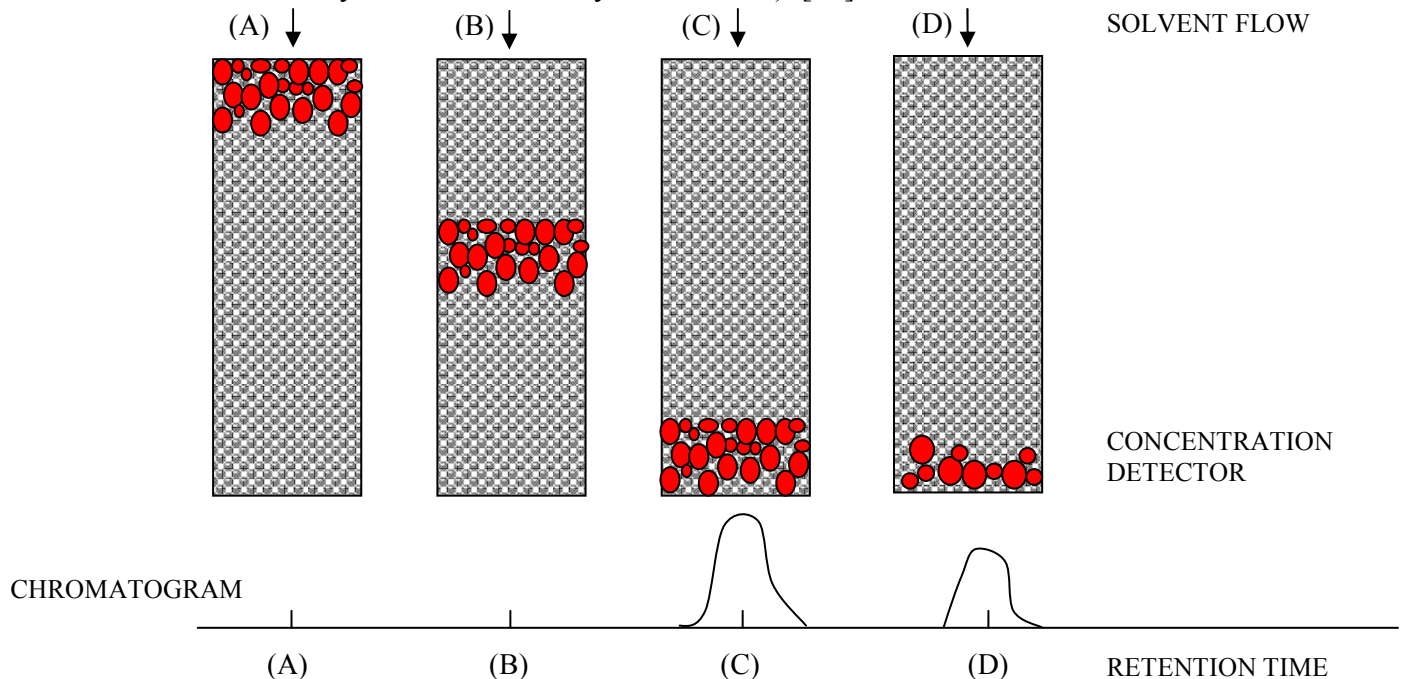 (A)
(B)
(C)
(D)
SOLVENT FLOW
CONCENTRATION
DETECTOR
CHROMATOGRAM
(A)
(B)
(C)
(D)
RETENTION TIME